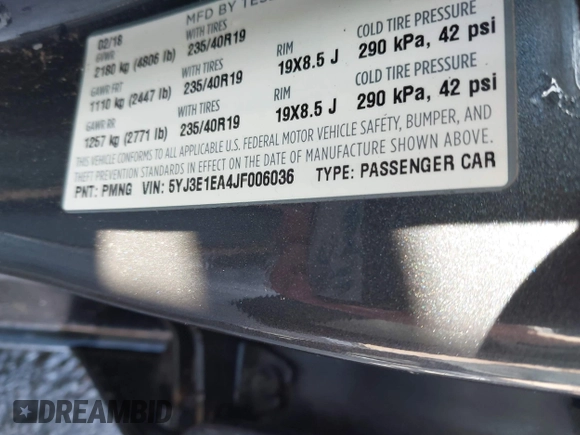 MFD BY TES
02/18
GVWR WITH TIRES RIM COLD TIRE PRESSURE
2180 kg (4806 lb) 235/40R19 19X8.5 J 290 kPa, 42 psi
GAWR FRT WITH TIRES RIM COLD TIRE PRESSURE
1110 kg (2447 lb) 235/40R19 19X8.5 J 290 kPa, 42 psi
GAWR RR WITH TIRES
1257 kg (2771 lb) 235/40R19
THIS VEHICLE CONFORMS TO ALL APPLICABLE U.S. FEDERAL MOTOR VEHICLE SAFETY, BUMPER, AND
THEFT PREVENTION STANDARDS IN EFFECT ON THE DATE OF MANUFACTURE SHOWN ABOVE.
PNT: PMNG VIN: 5YJ3E1EA4JF006036 TYPE: PASSENGER CAR
DREAMBID